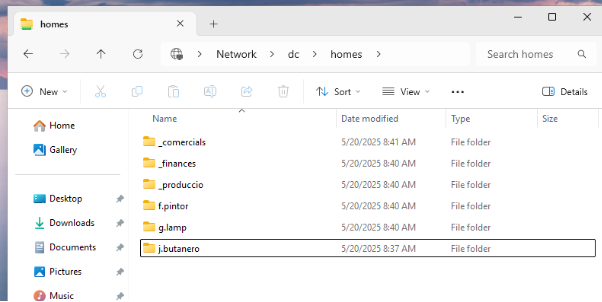 homes
Network > dc > homes >
Search homes
New
Sort
View
Details
Name Date modified Type Size
Home
Gallery
Desktop
Downloads
Documents
Pictures
Music
_comercials 5/20/2025 8:41 AM File folder
_finances 5/20/2025 8:40 AM File folder
_produccio 5/20/2025 8:40 AM File folder
f.pintor 5/20/2025 8:40 AM File folder
g.lamp 5/20/2025 8:40 AM File folder
j.butanero 5/20/2025 8:37 AM File folder